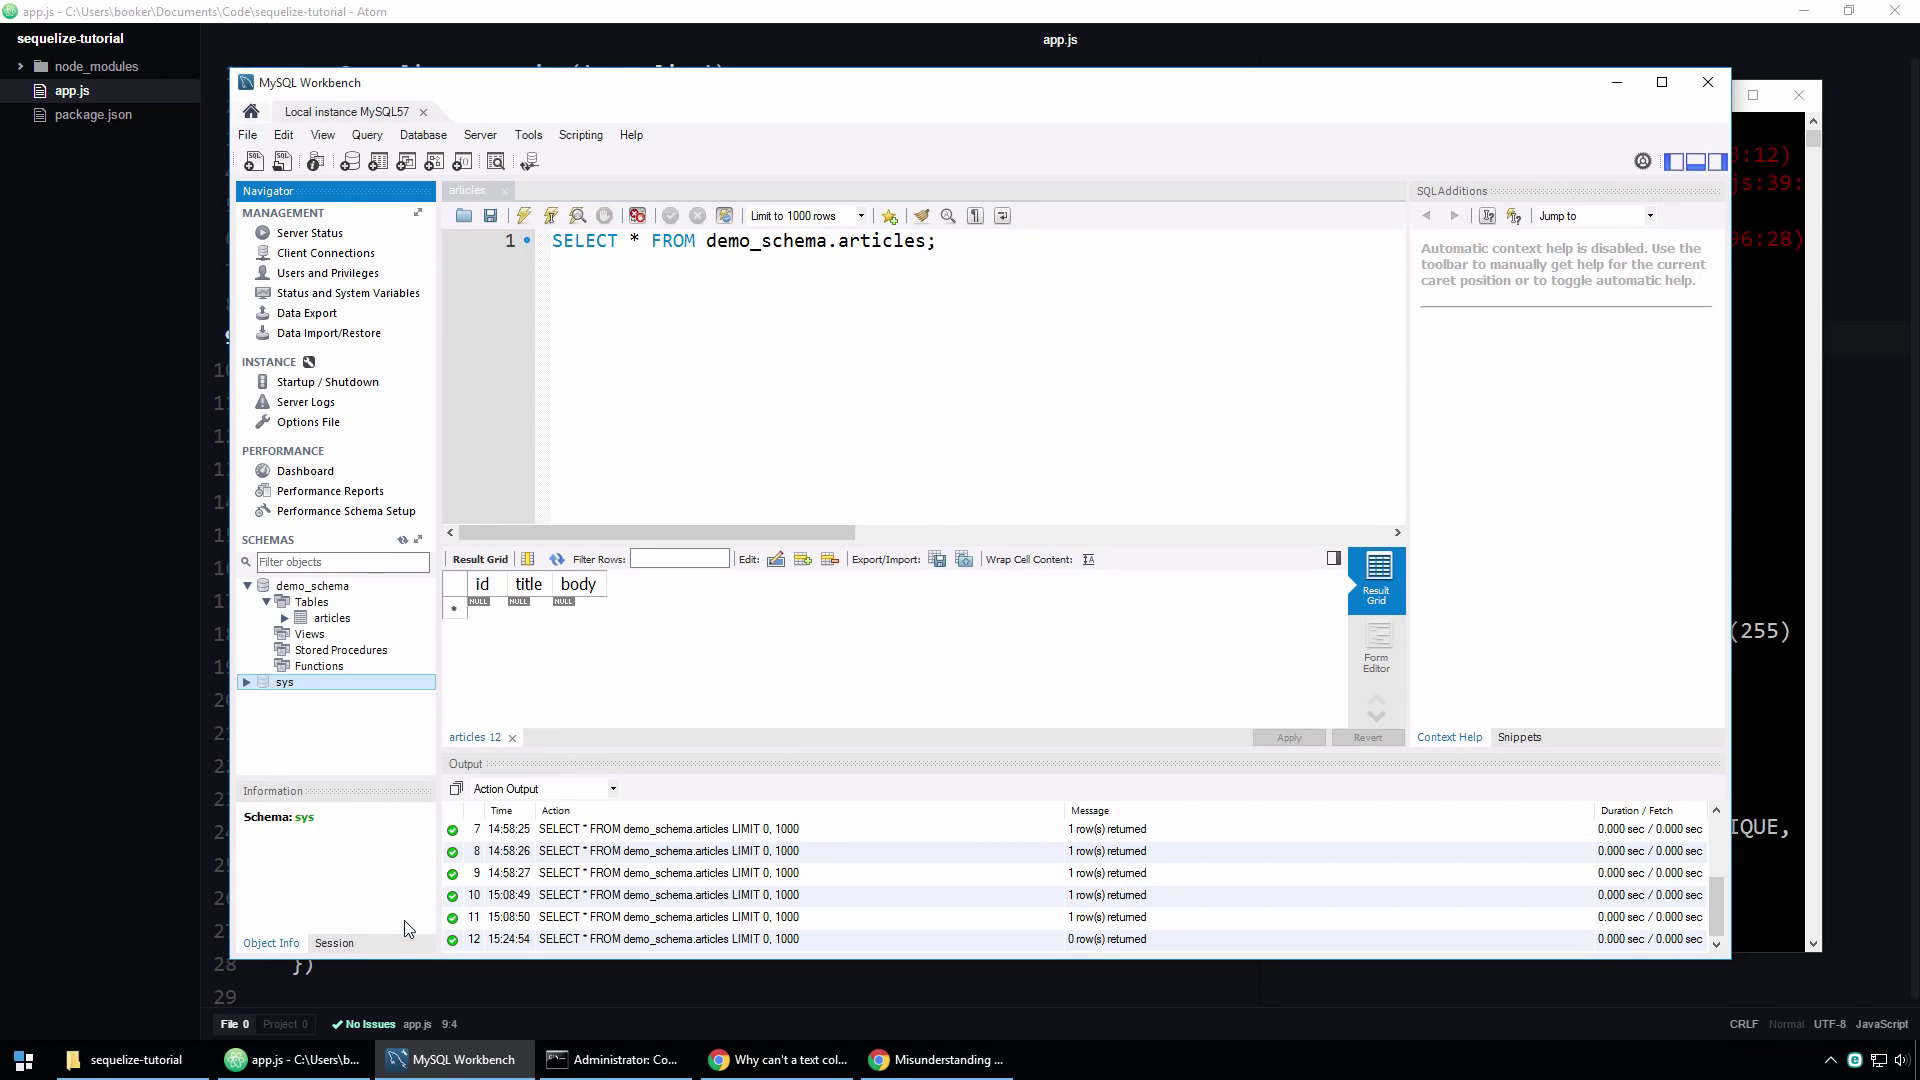 app.js - C:\Users\booker\Documents\Code\sequelize-tutorial - Atom
sequelize-tutorial
app.js
node_modules
app.js
package.json
MySQL Workbench
Local instance MySQL57
File Edit View Query Database Server Tools Scripting Help
Navigator
MANAGEMENT
Server Status
Client Connections
Users and Privileges
Status and System Variables
Data Export
Data Import/Restore
INSTANCE
Startup / Shutdown
Server Logs
Options File
PERFORMANCE
Dashboard
Performance Reports
Performance Schema Setup
SCHEMAS
Filter objects
demo_schema
Tables
articles
Views
Stored Procedures
Functions
sys
Information
Schema: sys
Object Info Session
articles
Limit to 1000 rows
1 SELECT * FROM demo_schema.articles;
Result Grid Filter Rows: Edit: Export/Import: Wrap Cell Content:
id title body
NULL NULL NULL
Result Grid
Form Editor
articles 12
Apply Revert
SQLAdditions
Jump to
Automatic context help is disabled. Use the
toolbar to manually get help for the current
caret position or to toggle automatic help.
Context Help Snippets
Output
Action Output
Time Action Message Duration / Fetch
7 14:58:25 SELECT * FROM demo_schema.articles LIMIT 0, 1000 1 row(s) returned 0.000 sec / 0.000 sec
8 14:58:26 SELECT * FROM demo_schema.articles LIMIT 0, 1000 1 row(s) returned 0.000 sec / 0.000 sec
9 14:58:27 SELECT * FROM demo_schema.articles LIMIT 0, 1000 1 row(s) returned 0.000 sec / 0.000 sec
10 15:08:49 SELECT * FROM demo_schema.articles LIMIT 0, 1000 1 row(s) returned 0.000 sec / 0.000 sec
11 15:08:50 SELECT * FROM demo_schema.articles LIMIT 0, 1000 1 row(s) returned 0.000 sec / 0.000 sec
12 15:24:54 SELECT * FROM demo_schema.articles LIMIT 0, 1000 0 row(s) returned 0.000 sec / 0.000 sec
:12)
js:39:
96:28)
(255)
IQUE,
28 })
29
File 0 Project 0 No Issues app.js 9:4
CRLF Normal UTF-8 JavaScript
sequelize-tutorial
app.js - C:\Users\b...
MySQL Workbench
Administrator: Co...
Why can't a text col...
Misunderstanding ...